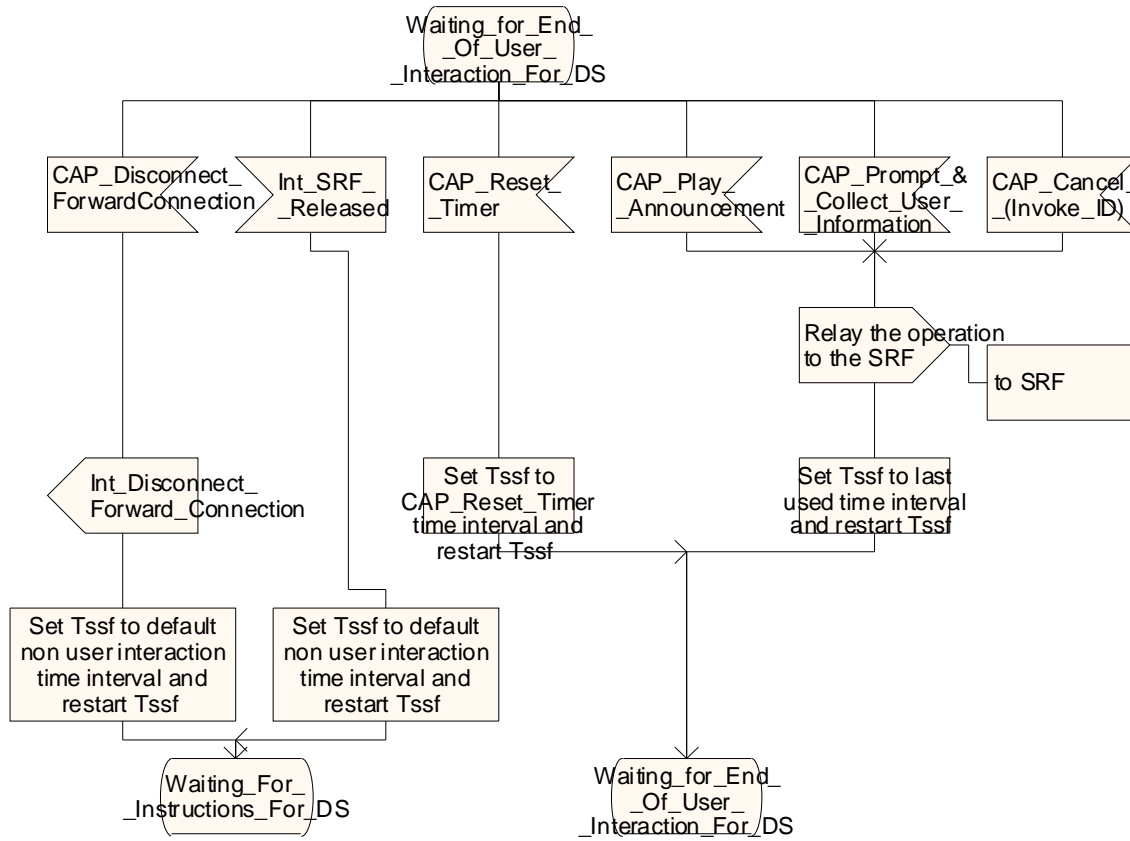 Waiting_for_End_
_Of_User_
_Interaction_For_DS
CAP_Disconnect_
ForwardConnection
Int_SRF_
_Released
CAP_Reset_
_Timer
CAP_Play_
_Announcement
CAP_Prompt_&
_Collect_User_
_Information
CAP_Cancel_
_(Invoke_ID)
Relay the operation
to the SRF
to SRF
Int_Disconnect_
Forward_Connection
Set Tssf to
CAP_Reset_Timer
time interval and
restart Tssf
Set Tssf to last
used time interval
and restart Tssf
Set Tssf to default
non user interaction
time interval and
restart Tssf
Set Tssf to default
non user interaction
time interval and
restart Tssf
Waiting_For_
_Instructions_For_DS
Waiting_for_End_
_Of_User_
_Interaction_For_DS